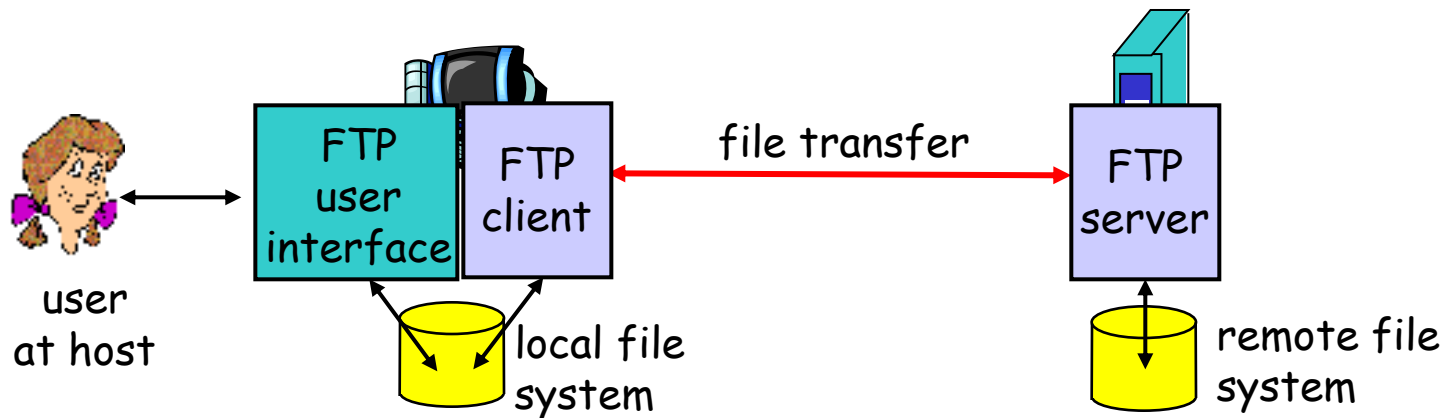 FTP
user
interface
FTP
client
file transfer
FTP
server
user
at host
local file
system
remote file
system